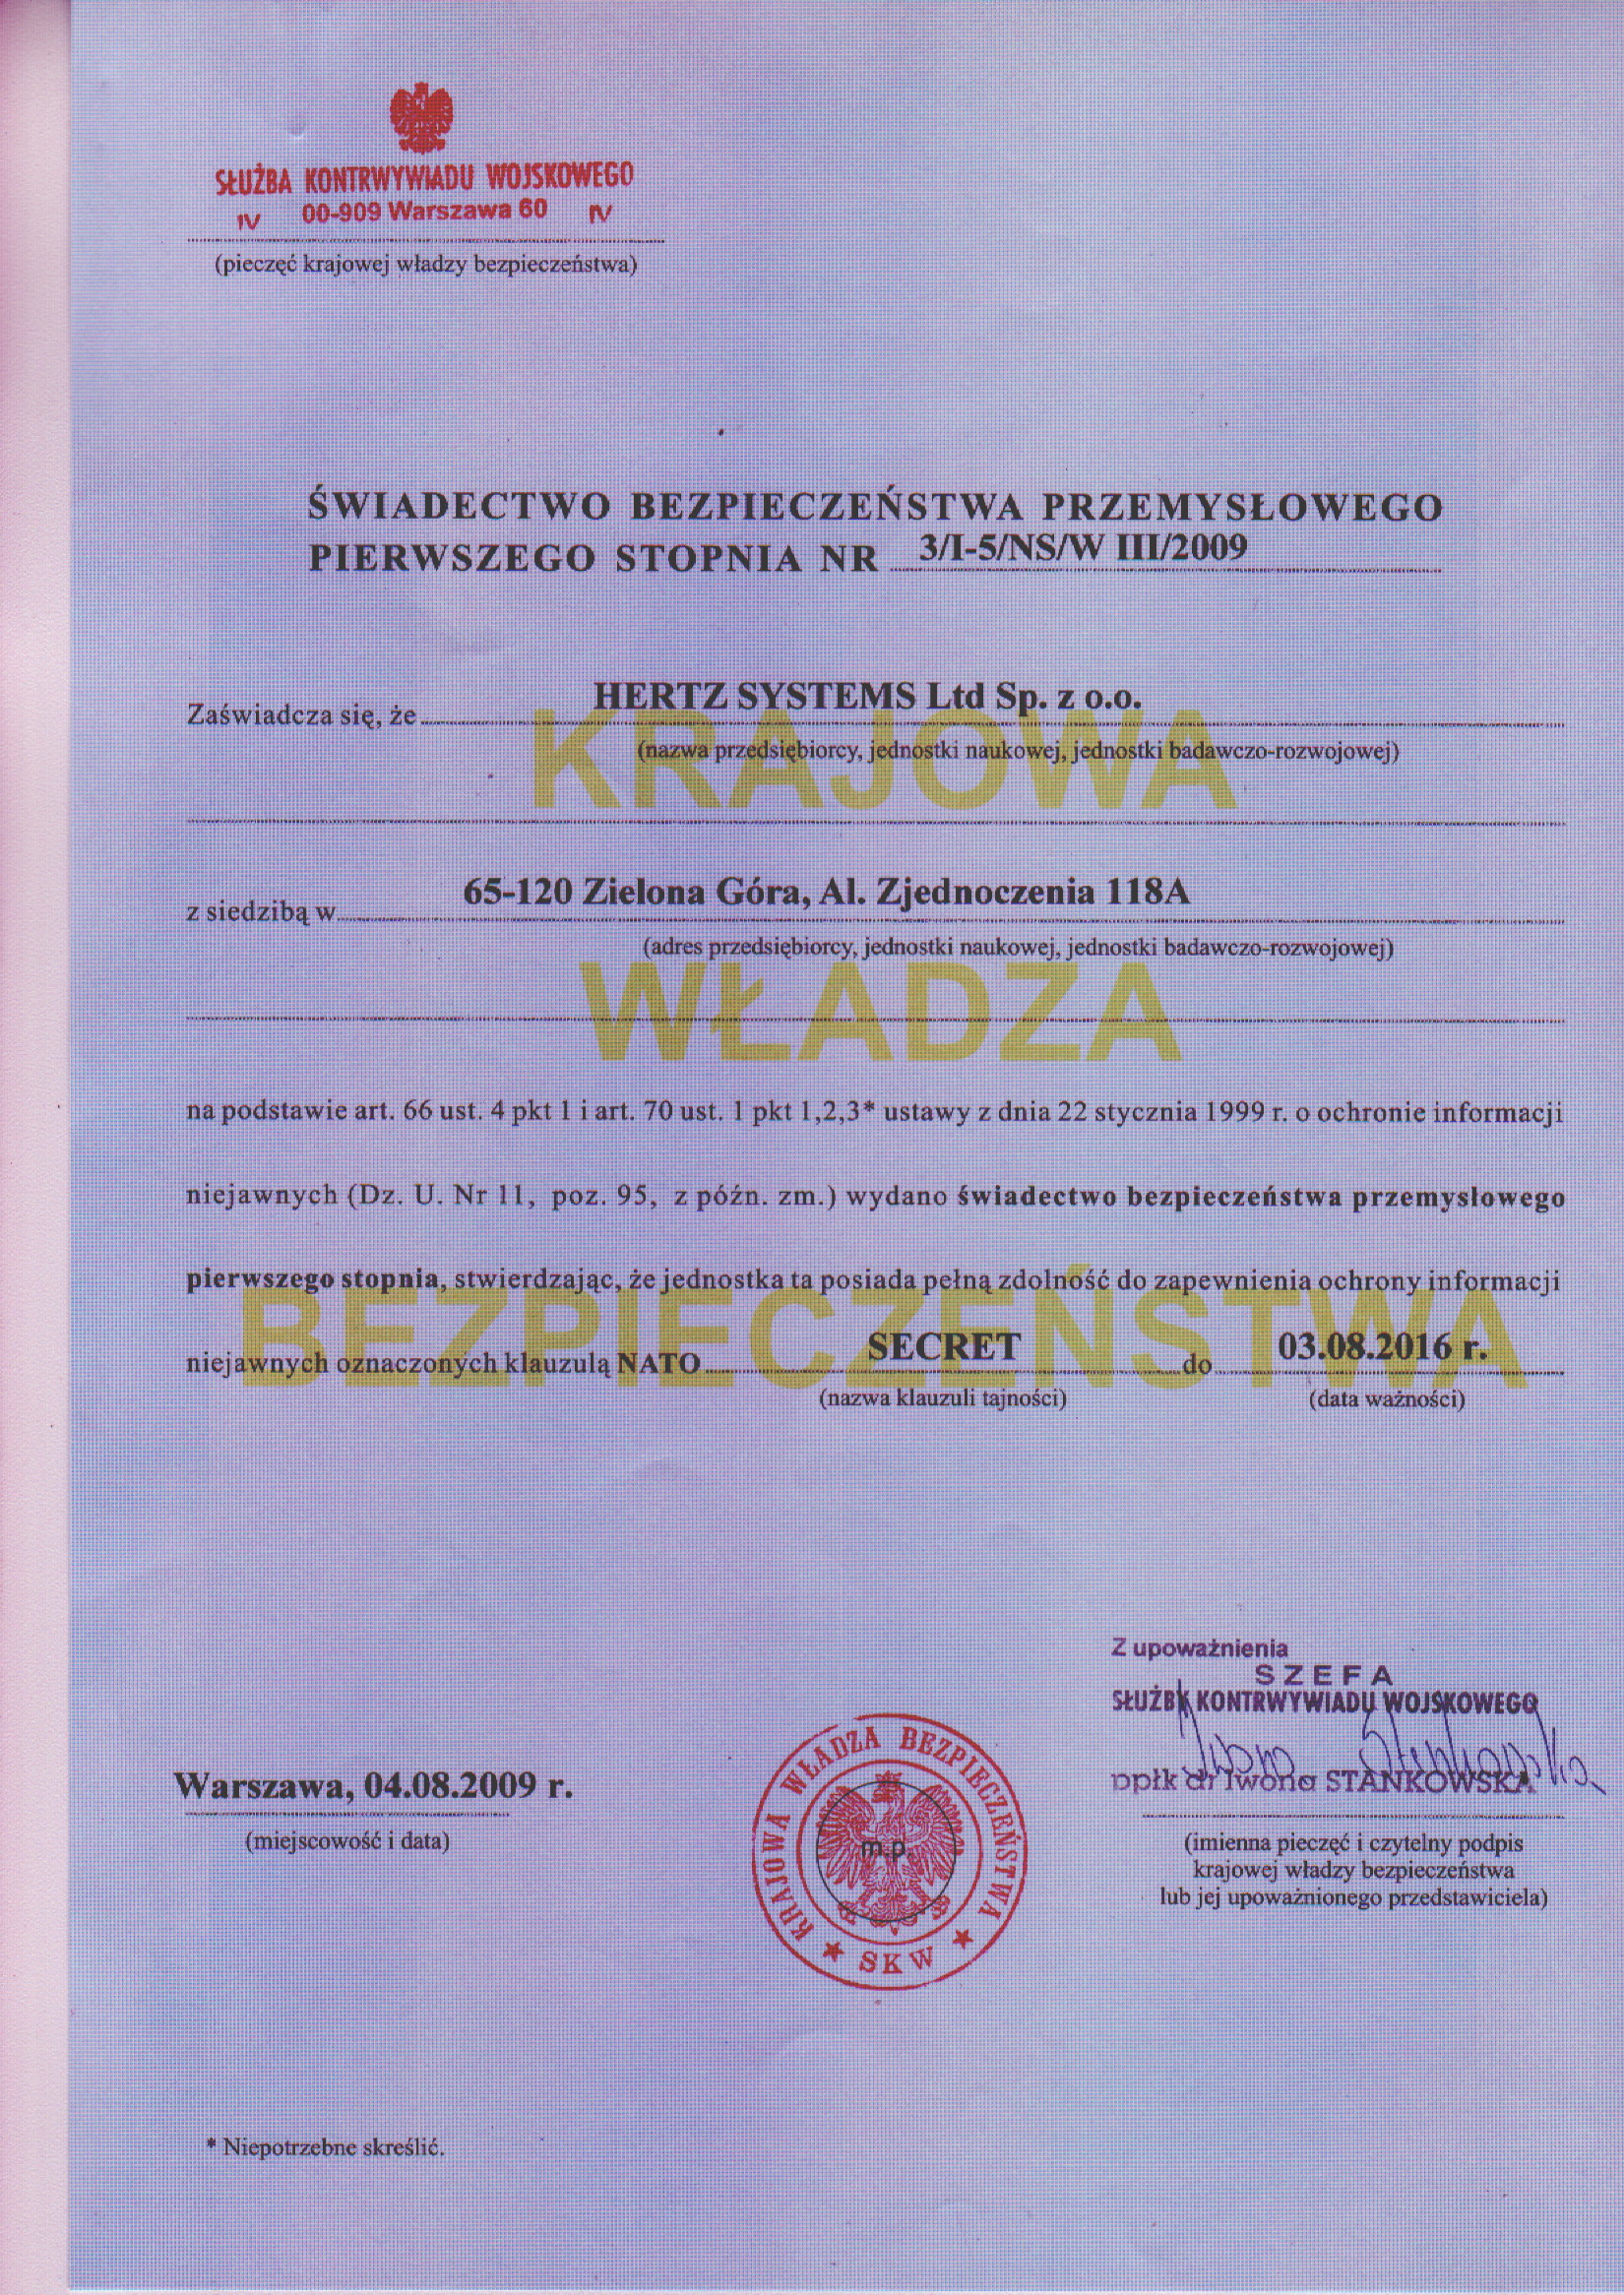 SŁUŻBA KONTRWYWIADU WOJSKOWEGO
IV 00-909 Warszawa 60 IV
(pieczęć krajowej władzy bezpieczeństwa)
ŚWIADECTWO BEZPIECZEŃSTWA PRZEMYSŁOWEGO
PIERWSZEGO STOPNIA NR 3/I-5/NS/W III/2009
Zaświadcza się, że HERTZ SYSTEMS Ltd Sp. z o.o.
(nazwa przedsiębiorcy, jednostki naukowej, jednostki badawczo-rozwojowej)
KRAJOWA
z siedzibą w 65-120 Zielona Góra, Al. Zjednoczenia 118A
(adres przedsiębiorcy, jednostki naukowej, jednostki badawczo-rozwojowej)
WŁADZA
na podstawie art. 66 ust. 4 pkt 1 i art. 70 ust. 1 pkt 1,2,3* ustawy z dnia 22 stycznia 1999 r. o ochronie informacji
niejawnych (Dz. U. Nr 11, poz. 95, z późn. zm.) wydano świadectwo bezpieczeństwa przemysłowego
pierwszego stopnia, stwierdzając, że jednostka ta posiada pełną zdolność do zapewnienia ochrony informacji
BEZPIECZEŃSTWA
niejawnych oznaczonych klauzulą NATO SECRET do 03.08.2016 r.
(nazwa klauzuli tajności) (data ważności)
Z upoważnienia
SZEFA
SŁUŻBY KONTRWYWIADU WOJSKOWEGO
Iwona Stankowska
ppłk dr Iwona STANKOWSKA
(imienna pieczęć i czytelny podpis
krajowej władzy bezpieczeństwa
lub jej upoważnionego przedstawiciela)
Warszawa, 04.08.2009 r.
(miejscowość i data)
KRAJOWA WŁADZA BEZPIECZEŃSTWA
m.p.
★ SKW ★
* Niepotrzebne skreślić.